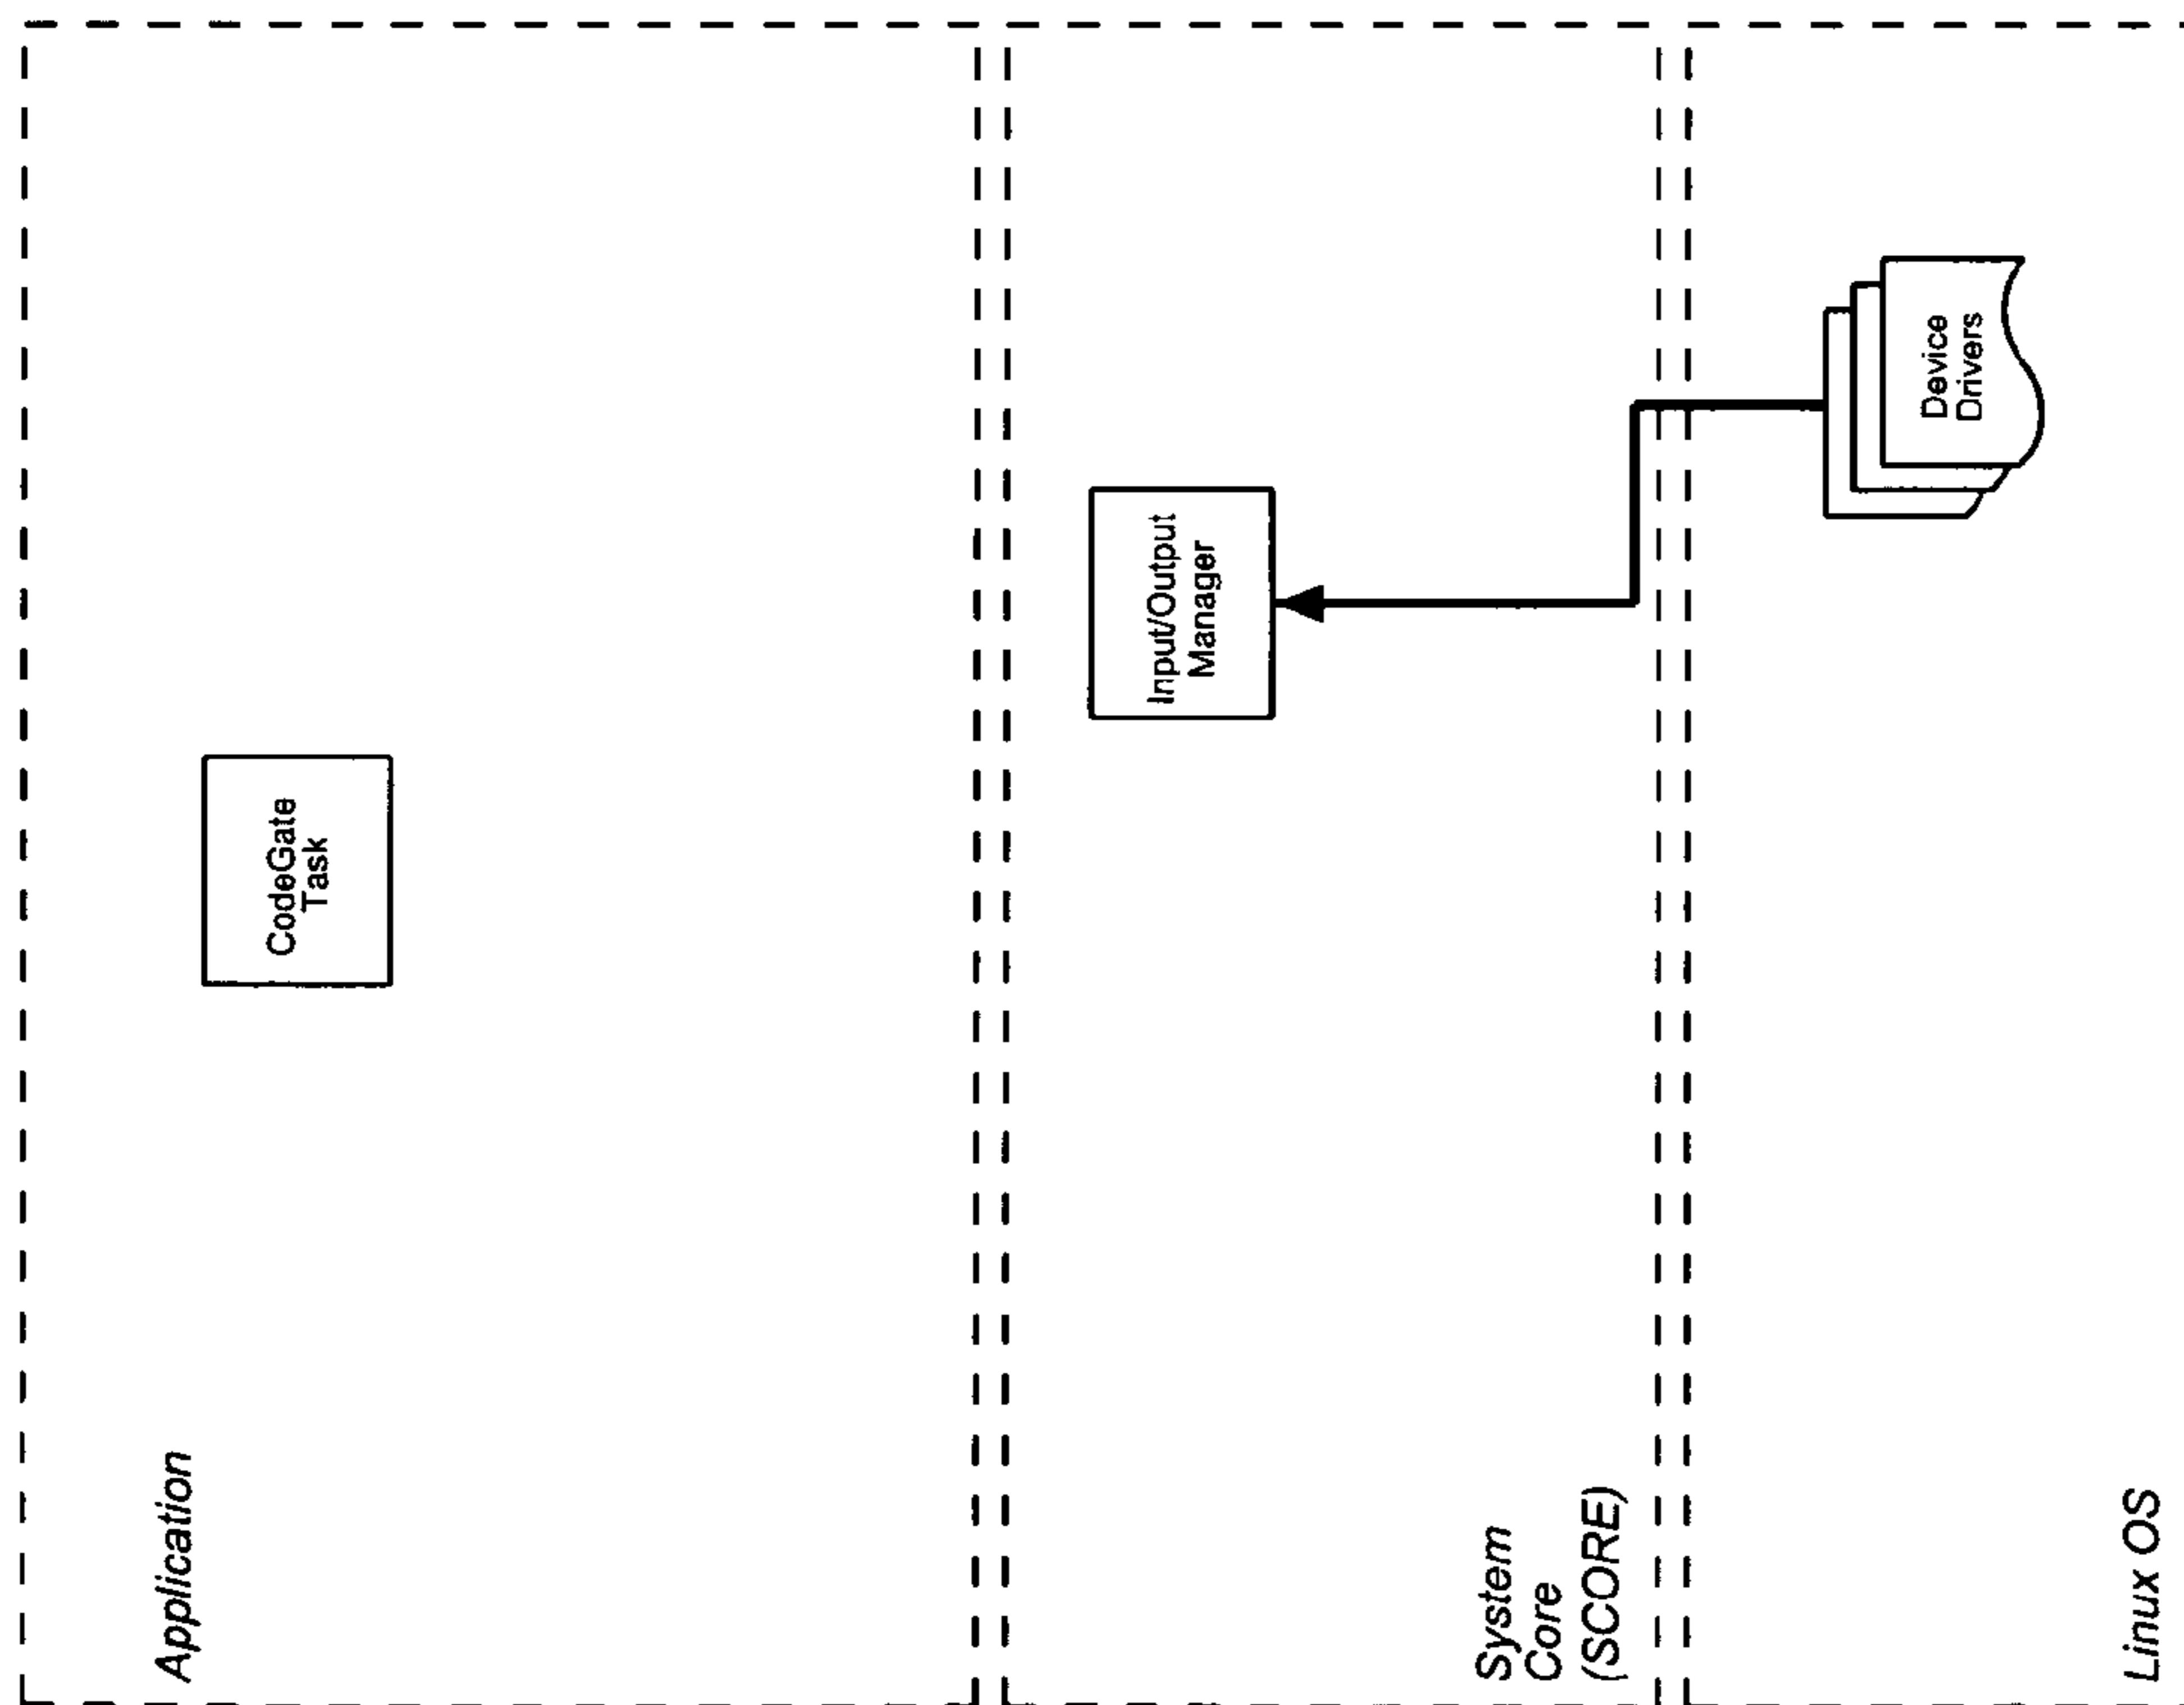 Application
CodeGate
Task
Input/Output
Manager
System
Core
(SCORE)
Device
Drivers
Linux OS